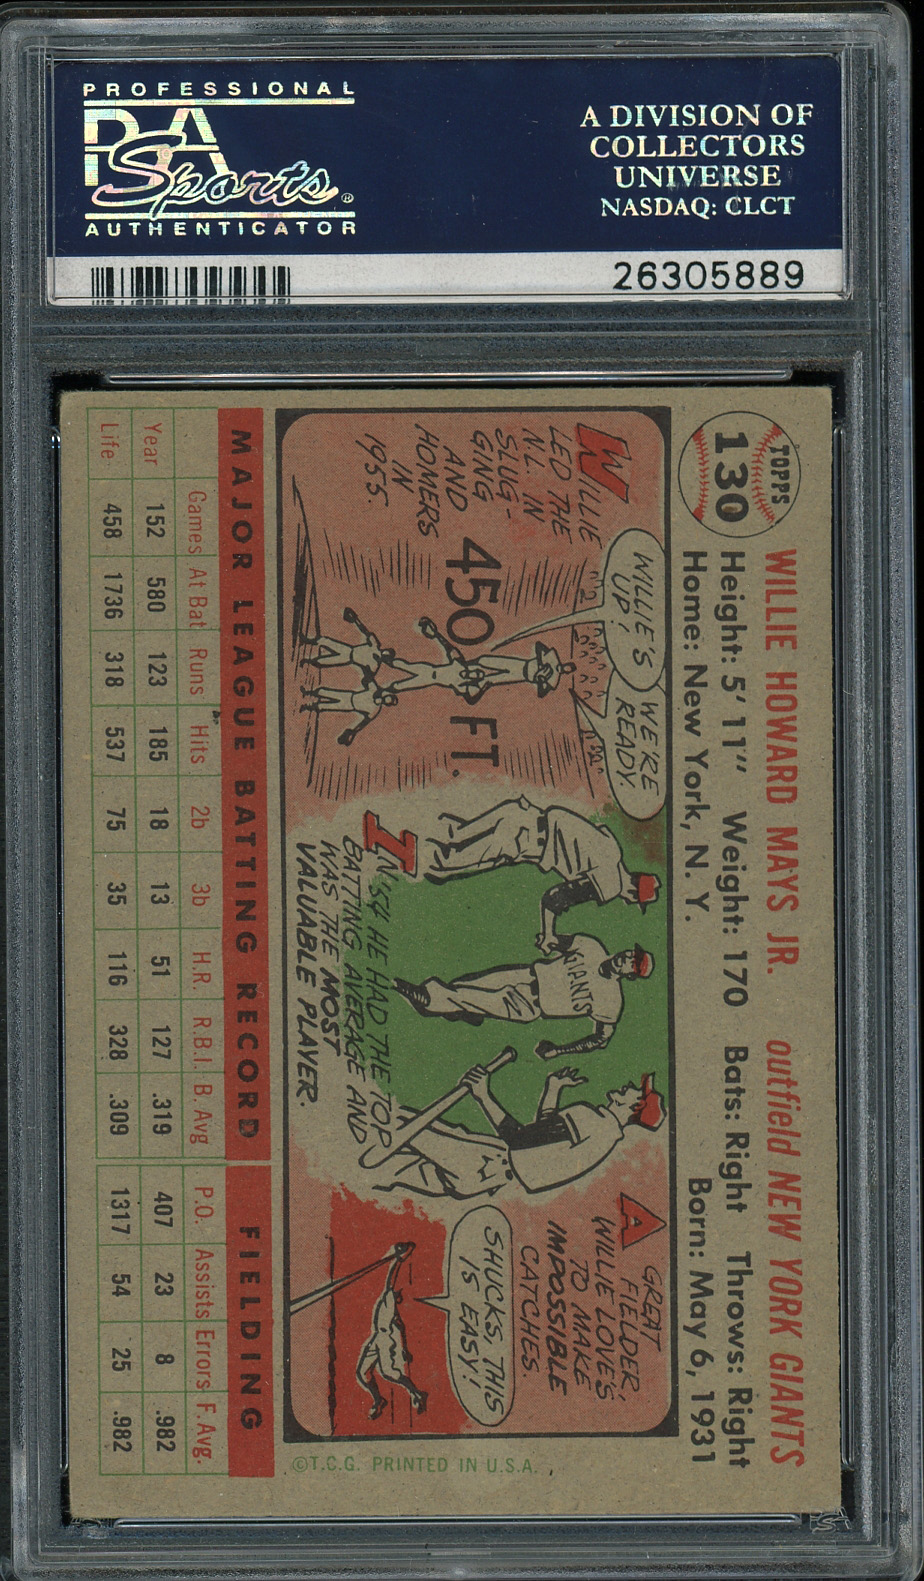 PROFESSIONAL
PSA
Sports®
AUTHENTICATOR
A DIVISION OF
COLLECTORS
UNIVERSE
NASDAQ: CLCT
26305889
TOPPS
130
WILLIE HOWARD MAYS JR. outfield NEW YORK GIANTS
Height: 5' 11" Weight: 170 Bats: Right Throws: Right
Home: New York, N. Y. Born: May 6, 1931
WILLIE
LED THE
N.L. IN
SLUG-
GING
AND
HOMERS
IN
1955.
WILLIE'S
UP!
WE'RE
READY.
450 FT.
GIANTS
IN '54 HE HAD THE TOP
BATTING AVERAGE AND
WAS THE MOST
VALUABLE PLAYER.
A GREAT
FIELDER,
WILLIE LOVES
TO MAKE
IMPOSSIBLE
CATCHES.
SHUCKS, THIS
IS EASY!
©T.C.G. PRINTED IN U.S.A.
MAJOR LEAGUE BATTING RECORD FIELDING
Games At Bat Runs Hits 2b 3b H.R. R.B.I. B. Avg P.O. Assists Errors F. Avg.
Year 152 580 123 185 18 13 51 127 .319 407 23 8 .982
Life 458 1736 318 537 75 35 116 328 .309 1317 54 25 .982